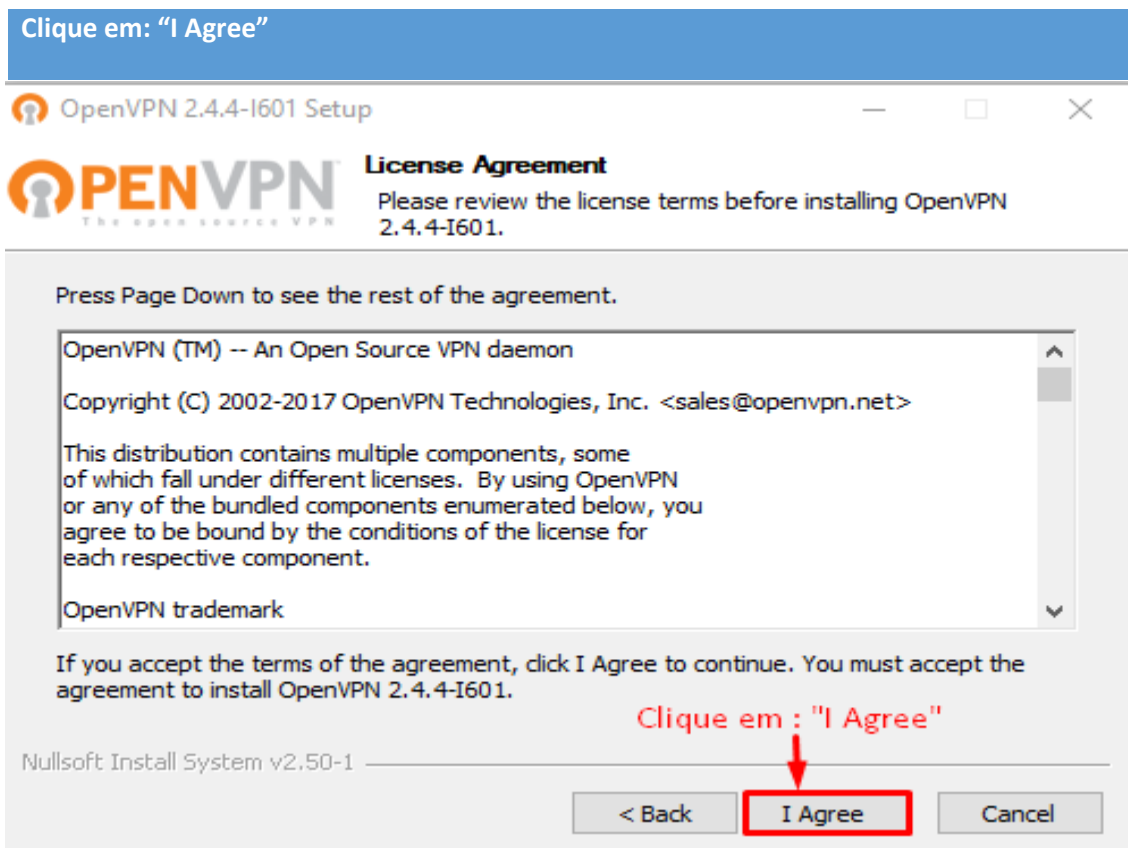 Clique em: “I Agree”
OpenVPN 2.4.4-I601 Setup
OPENVPN
The open source VPN
License Agreement
Please review the license terms before installing OpenVPN
2.4.4-I601.
Press Page Down to see the rest of the agreement.
OpenVPN (TM) -- An Open Source VPN daemon
Copyright (C) 2002-2017 OpenVPN Technologies, Inc. <sales@openvpn.net>
This distribution contains multiple components, some
of which fall under different licenses.  By using OpenVPN
or any of the bundled components enumerated below, you
agree to be bound by the conditions of the license for
each respective component.
OpenVPN trademark
If you accept the terms of the agreement, click I Agree to continue. You must accept the
agreement to install OpenVPN 2.4.4-I601.
Clique em : "I Agree"
Nullsoft Install System v2.50-1
< Back
I Agree
Cancel